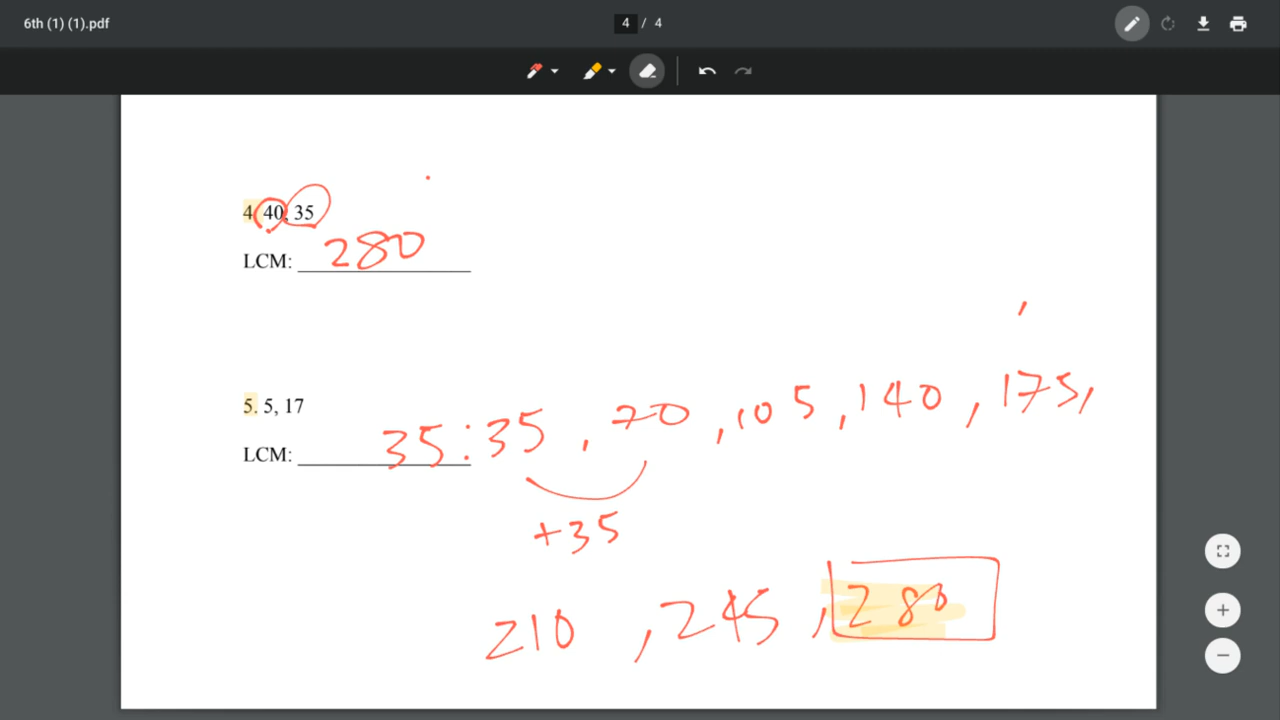 6th (1) (1).pdf
4 / 4
4. 40, 35
LCM: 280
5. 5, 17
LCM:
35:35, 70, 105, 140, 175,
+35
210, 245, 280